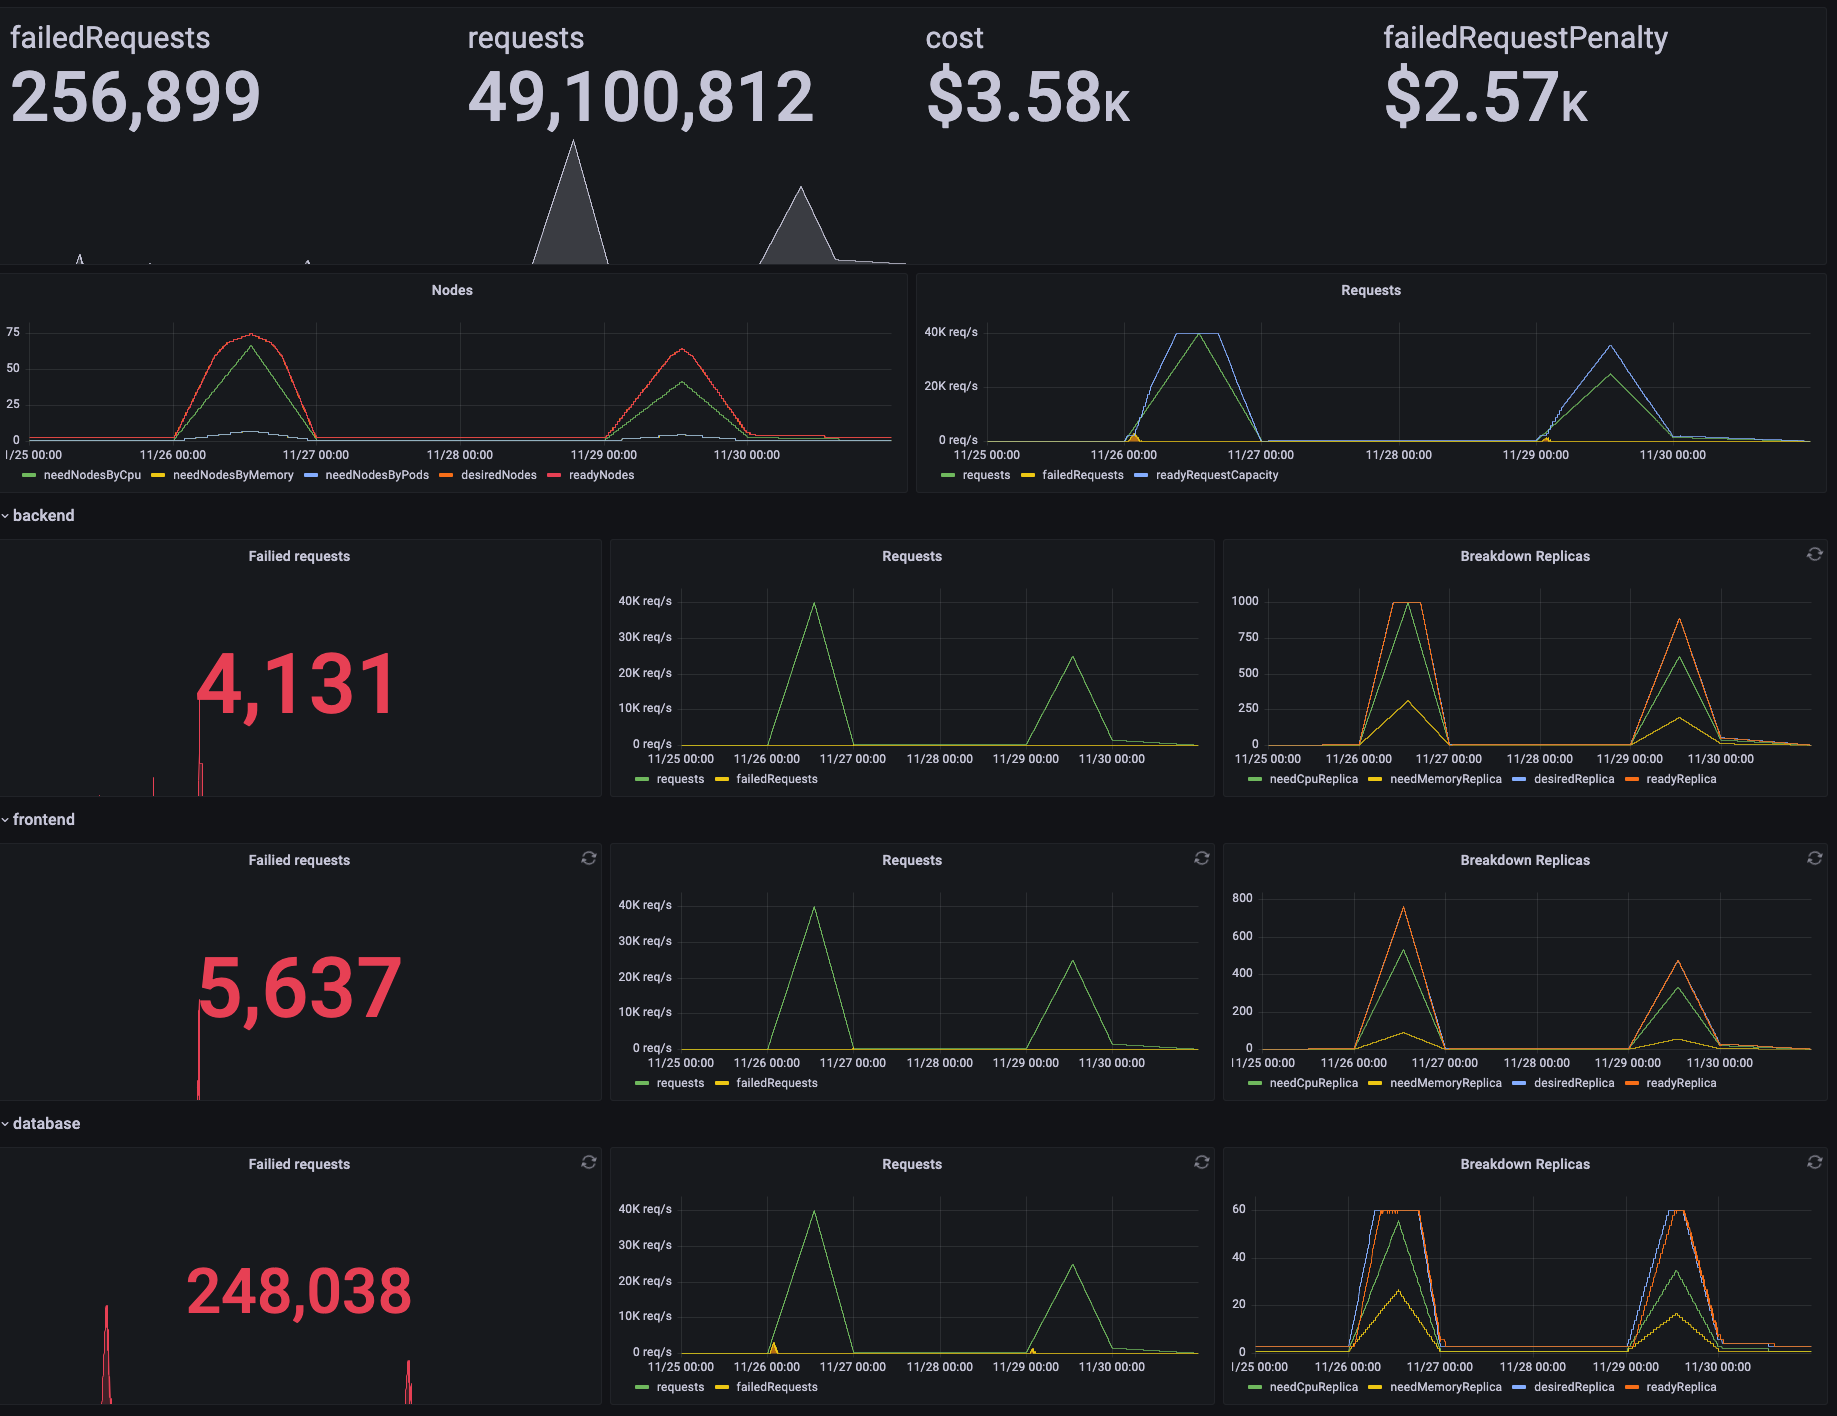 failedRequests requests cost failedRequestPenalty
256,899 49,100,812 $3.58K $2.57K
Nodes
75
50
25
0
/25 00:00 11/26 00:00 11/27 00:00 11/28 00:00 11/29 00:00 11/30 00:00
needNodesByCpu needNodesByMemory needNodesByPods desiredNodes readyNodes
Requests
40K req/s
20K req/s
0 req/s
11/25 00:00 11/26 00:00 11/27 00:00 11/28 00:00 11/29 00:00 11/30 00:00
requests failedRequests readyRequestCapacity
backend
Failied requests
4,131
Requests
40K req/s
30K req/s
20K req/s
10K req/s
0 req/s
11/25 00:00 11/26 00:00 11/27 00:00 11/28 00:00 11/29 00:00 11/30 00:00
requests failedRequests
Breakdown Replicas
1000
750
500
250
0
11/25 00:00 11/26 00:00 11/27 00:00 11/28 00:00 11/29 00:00 11/30 00:00
needCpuReplica needMemoryReplica desiredReplica readyReplica
frontend
Failied requests
5,637
Requests
40K req/s
30K req/s
20K req/s
10K req/s
0 req/s
11/25 00:00 11/26 00:00 11/27 00:00 11/28 00:00 11/29 00:00 11/30 00:00
requests failedRequests
Breakdown Replicas
800
600
400
200
0
11/25 00:00 11/26 00:00 11/27 00:00 11/28 00:00 11/29 00:00 11/30 00:00
needCpuReplica needMemoryReplica desiredReplica readyReplica
database
Failied requests
248,038
Requests
40K req/s
30K req/s
20K req/s
10K req/s
0 req/s
11/25 00:00 11/26 00:00 11/27 00:00 11/28 00:00 11/29 00:00 11/30 00:00
requests failedRequests
Breakdown Replicas
60
40
20
0
/25 00:00 11/26 00:00 11/27 00:00 11/28 00:00 11/29 00:00 11/30 00:00
needCpuReplica needMemoryReplica desiredReplica readyReplica